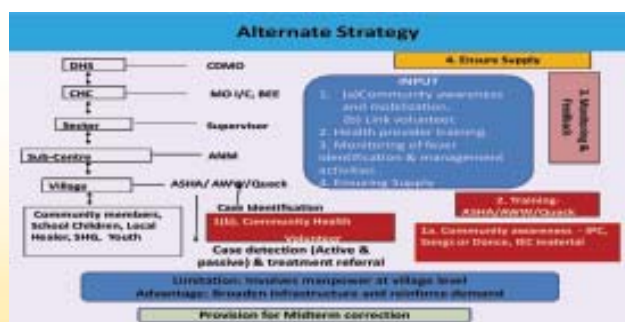 Alternate Strategy
DHS
CDMO
CHC
MO I/C, BEE
Sector
Supervisor
Sub-Centre
ANM
Village
ASHA/ AWW/Quack
Community members,
School Children, Local
Healer, SHG, Youth
Case Identification
1(b). Community Health
Volunteer
Case detection (Active &
passive) & treatment referral
4. Ensure Supply
INPUT
1. (a)Community awareness
and mobilization.
(b) Link volunteer
2. Health provider training
3. Monitoring of fever
identification & management
activities
4. Ensuring Supply
3. Monitoring &
Feedback
2. Training-
ASHA/AWW/Quack
1a. Community awareness - IPC,
Songs or Dance, IEC material
Limitation: Involves manpower at village level
Advantage: Broaden infrastructure and reinforce demand
Provision for Midterm correction